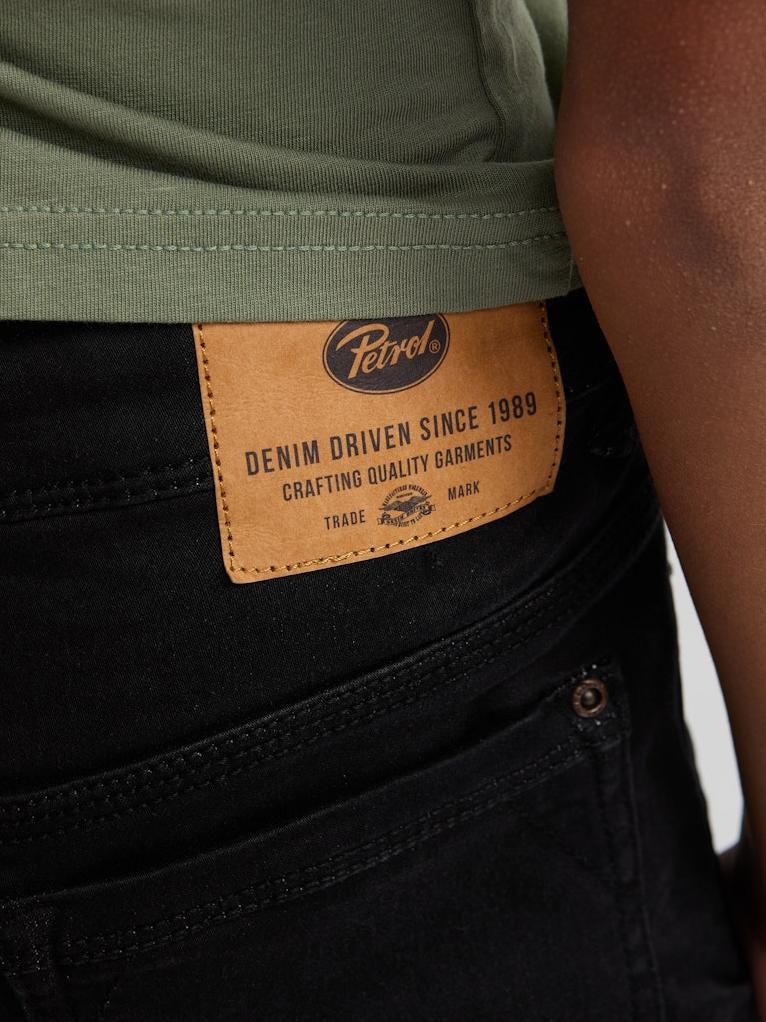 Petrol®
DENIM DRIVEN SINCE 1989
CRAFTING QUALITY GARMENTS
TRADE MARK